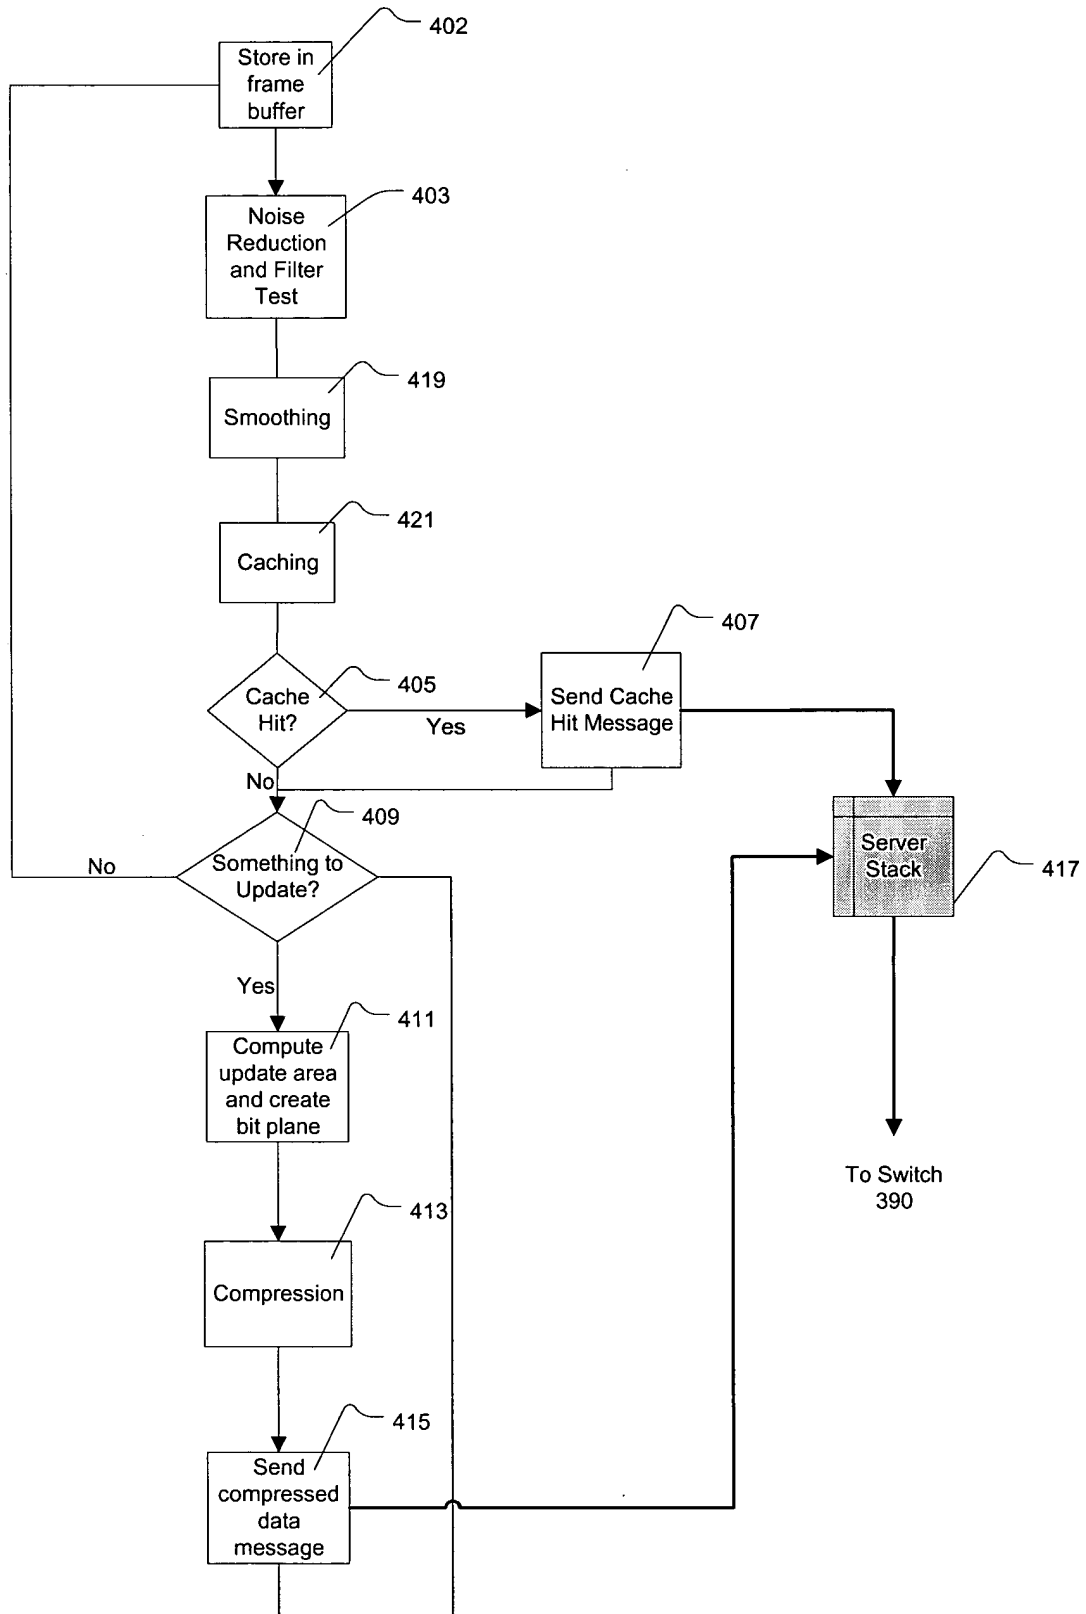 402
Store in
frame
buffer
403
Noise
Reduction
and Filter
Test
419
Smoothing
421
Caching
407
405
Cache
Hit?
Yes
Send Cache
Hit Message
No
409
Something to
Update?
No
Server
Stack
417
Yes
411
Compute
update area
and create
bit plane
To Switch
390
413
Compression
415
Send
compressed
data
message